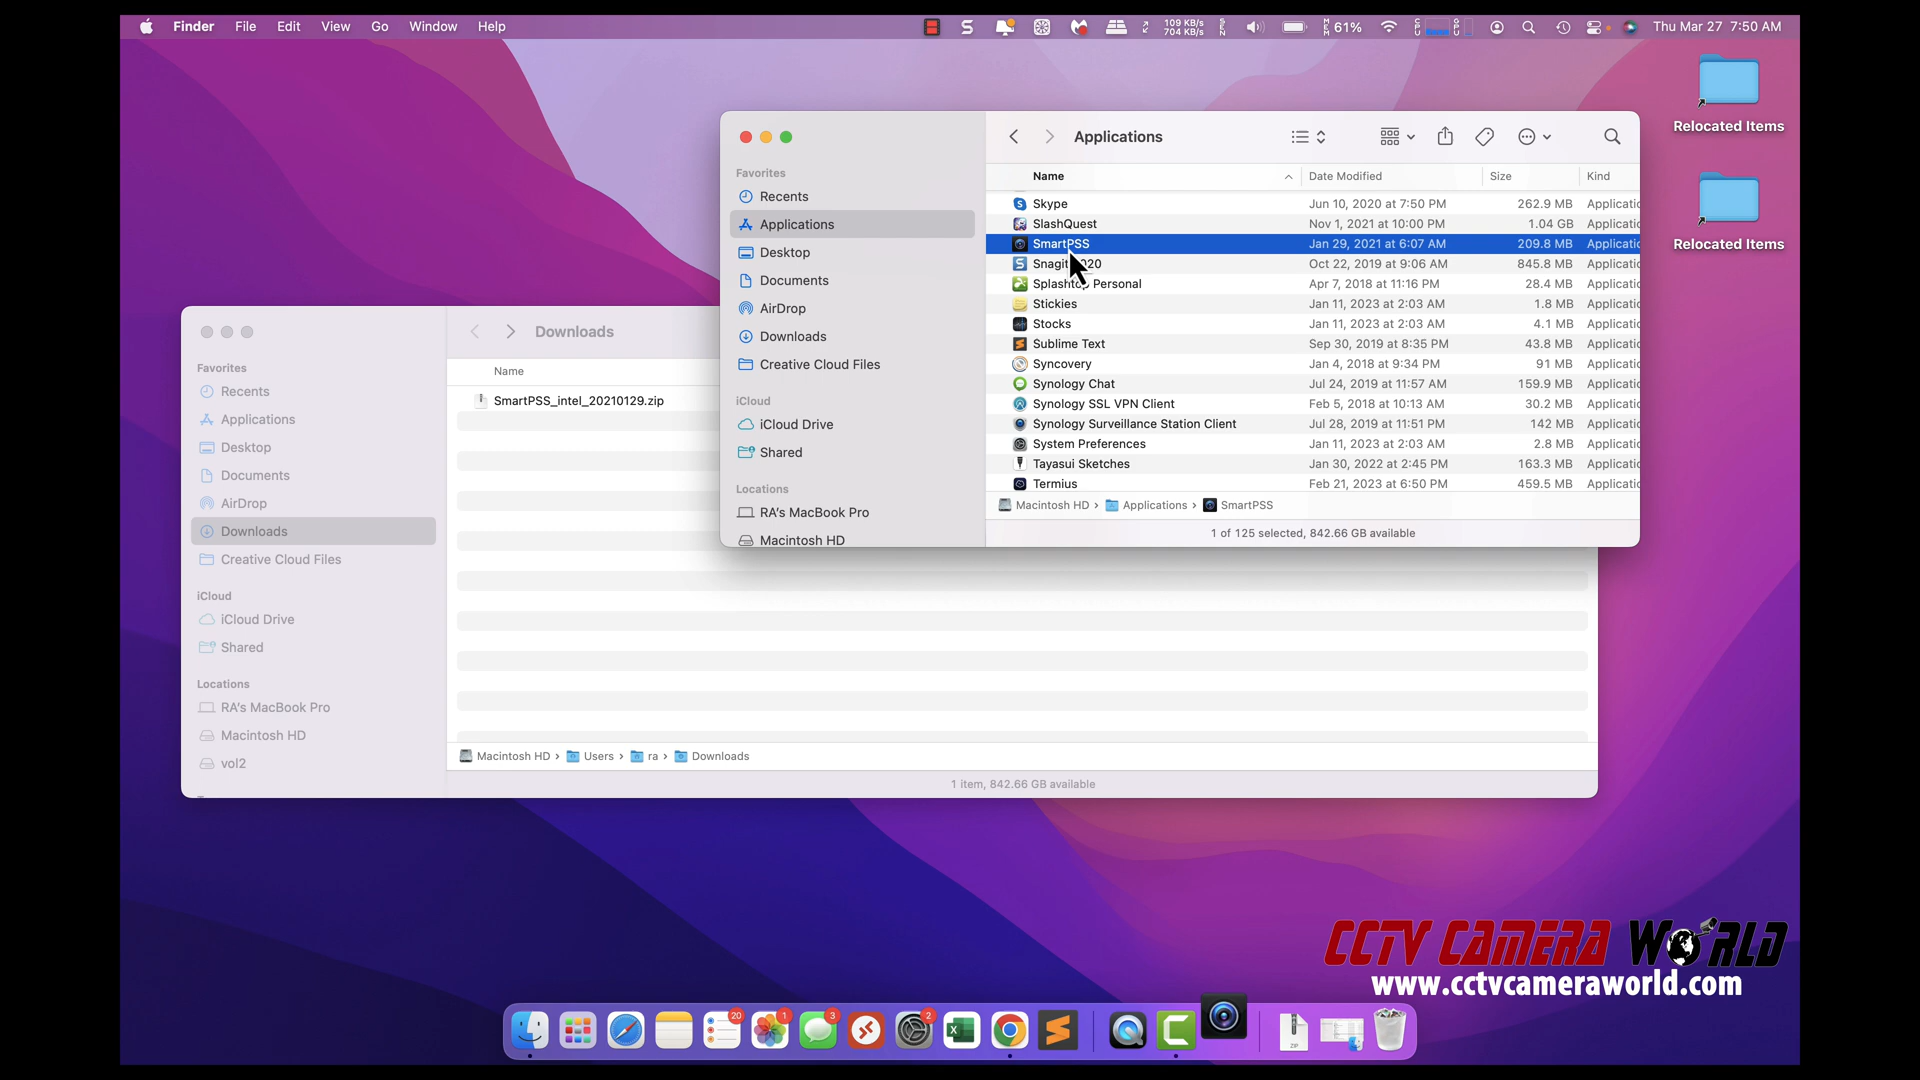 Finder File Edit View Go Window Help
109 KB/s
704 KB/s
SEN
MEM 61%
CPU
GPU
Thu Mar 27 7:50 AM
Relocated Items
Relocated Items
Applications
Favorites
Recents
Applications
Desktop
Documents
AirDrop
Downloads
Creative Cloud Files
iCloud
iCloud Drive
Shared
Locations
RA's MacBook Pro
Macintosh HD
Name Date Modified Size Kind
Skype Jun 10, 2020 at 7:50 PM 262.9 MB Applicatio
SlashQuest Nov 1, 2021 at 10:00 PM 1.04 GB Applicatio
SmartPSS Jan 29, 2021 at 6:07 AM 209.8 MB Applicatio
Snagit 2020 Oct 22, 2019 at 9:06 AM 845.8 MB Applicatio
Splashtop Personal Apr 7, 2018 at 11:16 PM 28.4 MB Applicatio
Stickies Jan 11, 2023 at 2:03 AM 1.8 MB Applicatio
Stocks Jan 11, 2023 at 2:03 AM 4.1 MB Applicatio
Sublime Text Sep 30, 2019 at 8:35 PM 43.8 MB Applicatio
Syncovery Jan 4, 2018 at 9:34 PM 91 MB Applicatio
Synology Chat Jul 24, 2019 at 11:57 AM 159.9 MB Applicatio
Synology SSL VPN Client Feb 5, 2018 at 10:13 AM 30.2 MB Applicatio
Synology Surveillance Station Client Jul 28, 2019 at 11:51 PM 142 MB Applicatio
System Preferences Jan 11, 2023 at 2:03 AM 2.8 MB Applicatio
Tayasui Sketches Jan 30, 2022 at 2:45 PM 163.3 MB Applicatio
Termius Feb 21, 2023 at 6:50 PM 459.5 MB Applicatio
Macintosh HD › Applications › SmartPSS
1 of 125 selected, 842.66 GB available
Downloads
Favorites
Recents
Applications
Desktop
Documents
AirDrop
Downloads
Creative Cloud Files
iCloud
iCloud Drive
Shared
Locations
RA's MacBook Pro
Macintosh HD
vol2
Name
SmartPSS_intel_20210129.zip
Macintosh HD › Users › ra › Downloads
1 item, 842.66 GB available
CCTV CAMERA WORLD
www.cctvcameraworld.com
20
1
3
2
ZIP